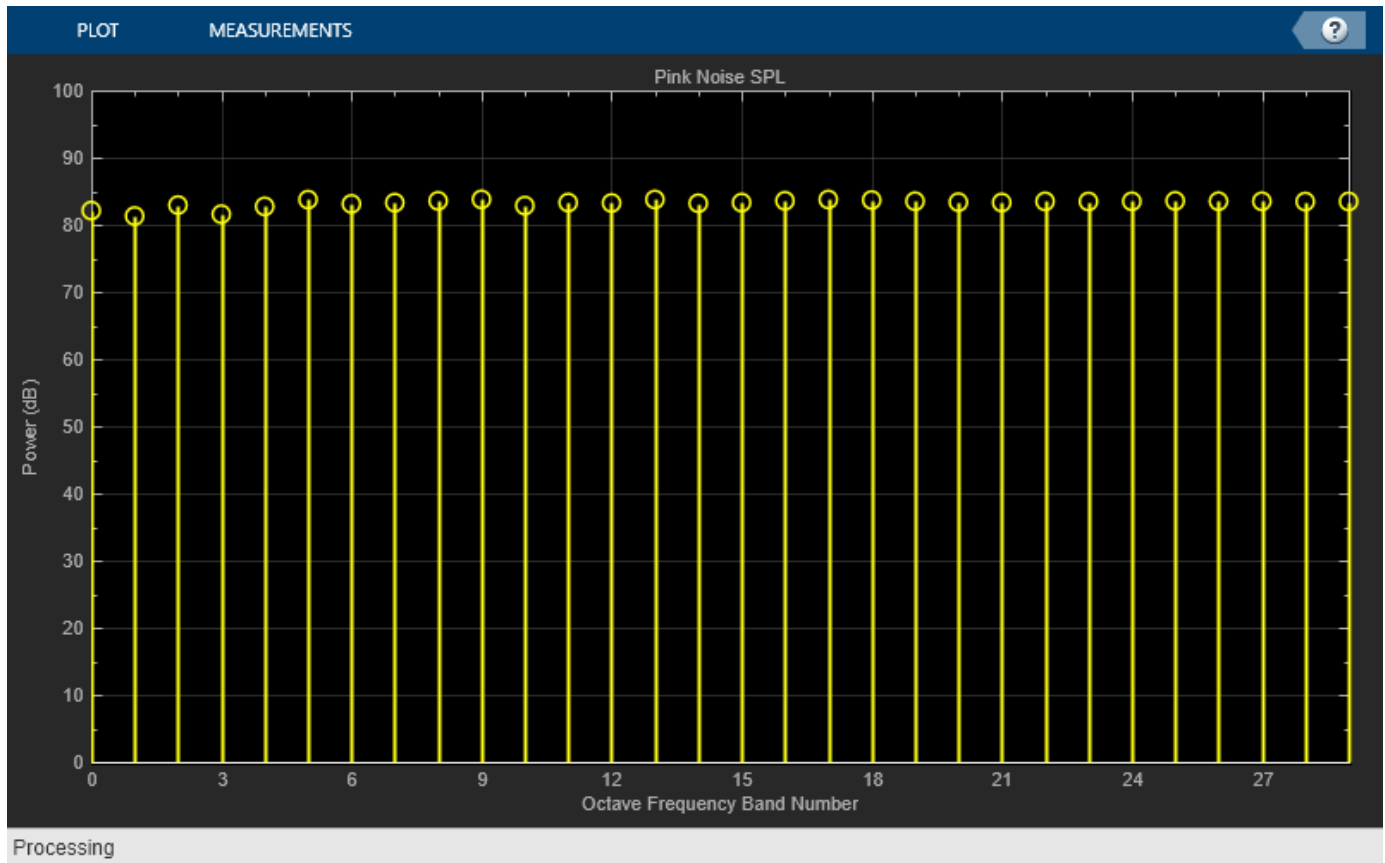 PLOT MEASUREMENTS ?
Pink Noise SPL
100
90
80
70
60
50
40
30
20
10
0
Power (dB)
0 3 6 9 12 15 18 21 24 27
Octave Frequency Band Number
Processing